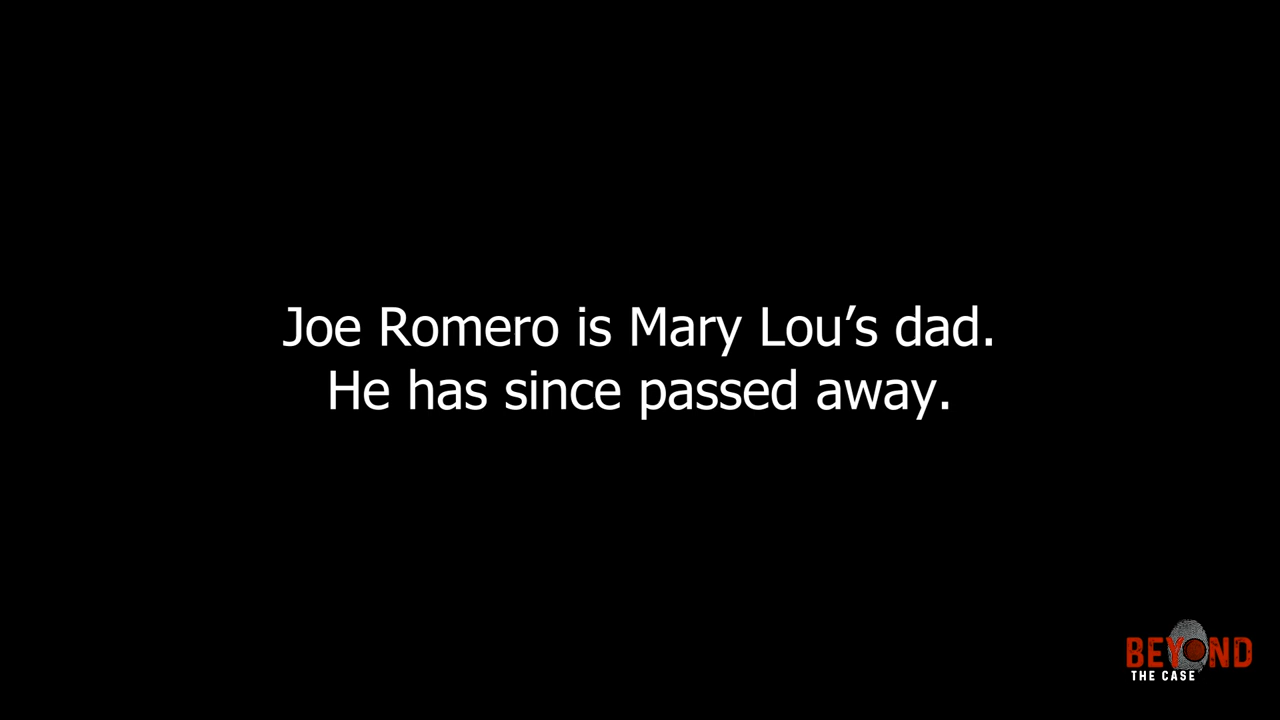 Joe Romero is Mary Lou’s dad.
He has since passed away.
BEYOND
THE CASE